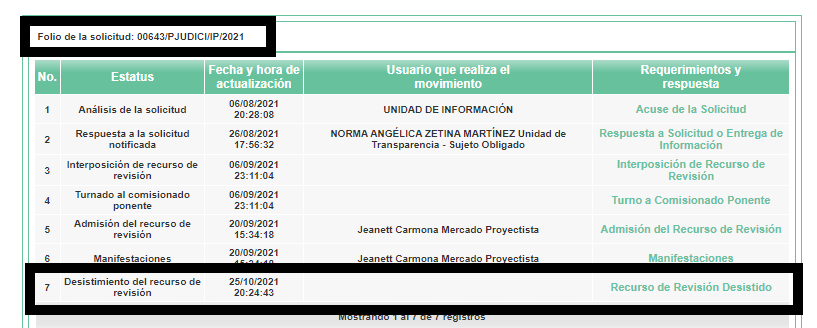 Folio de la solicitud: 00643/PJUDICI/IP/2021
No. Estatus Fecha y hora de actualización Usuario que realiza el movimiento Requerimientos y respuesta
1 Análisis de la solicitud 06/08/2021 20:28:08 UNIDAD DE INFORMACIÓN Acuse de la Solicitud
2 Respuesta a la solicitud notificada 26/08/2021 17:56:32 NORMA ANGÉLICA ZETINA MARTÍNEZ Unidad de Transparencia - Sujeto Obligado Respuesta a Solicitud o Entrega de Información
3 Interposición de recurso de revisión 06/09/2021 23:11:04 Interposición de Recurso de Revisión
4 Turnado al comisionado ponente 06/09/2021 23:11:04 Turno a Comisionado Ponente
5 Admisión del recurso de revisión 20/09/2021 15:34:18 Jeanett Carmona Mercado Proyectista Admisión del Recurso de Revisión
6 Manifestaciones 20/09/2021 15:34:18 Jeanett Carmona Mercado Proyectista Manifestaciones
7 Desistimiento del recurso de revisión 25/10/2021 20:24:43 Recurso de Revisión Desistido
Mostrando 1 al 7 de 7 registros